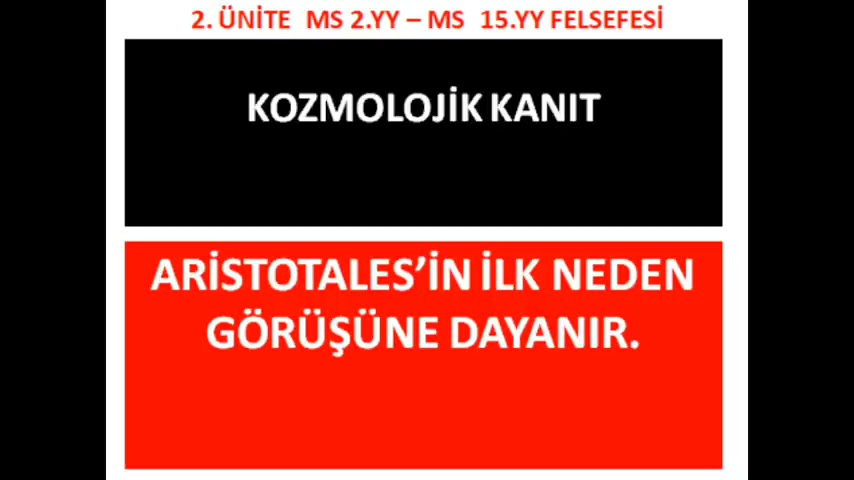 2. ÜNİTE MS 2.YY – MS 15.YY FELSEFESİ
KOZMOLOJİK KANIT
ARİSTOTALES’İN İLK NEDEN
GÖRÜŞÜNE DAYANIR.